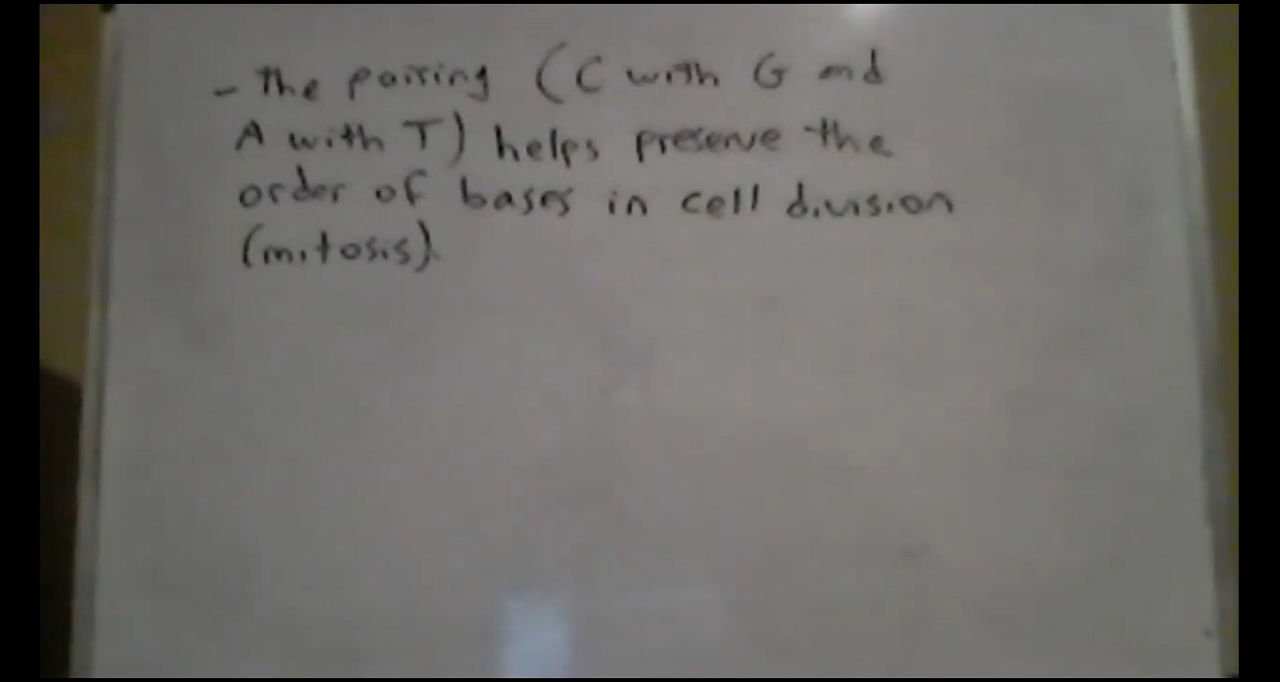 - The pairing (C with G and
A with T) helps preserve the
order of bases in cell division
(mitosis).